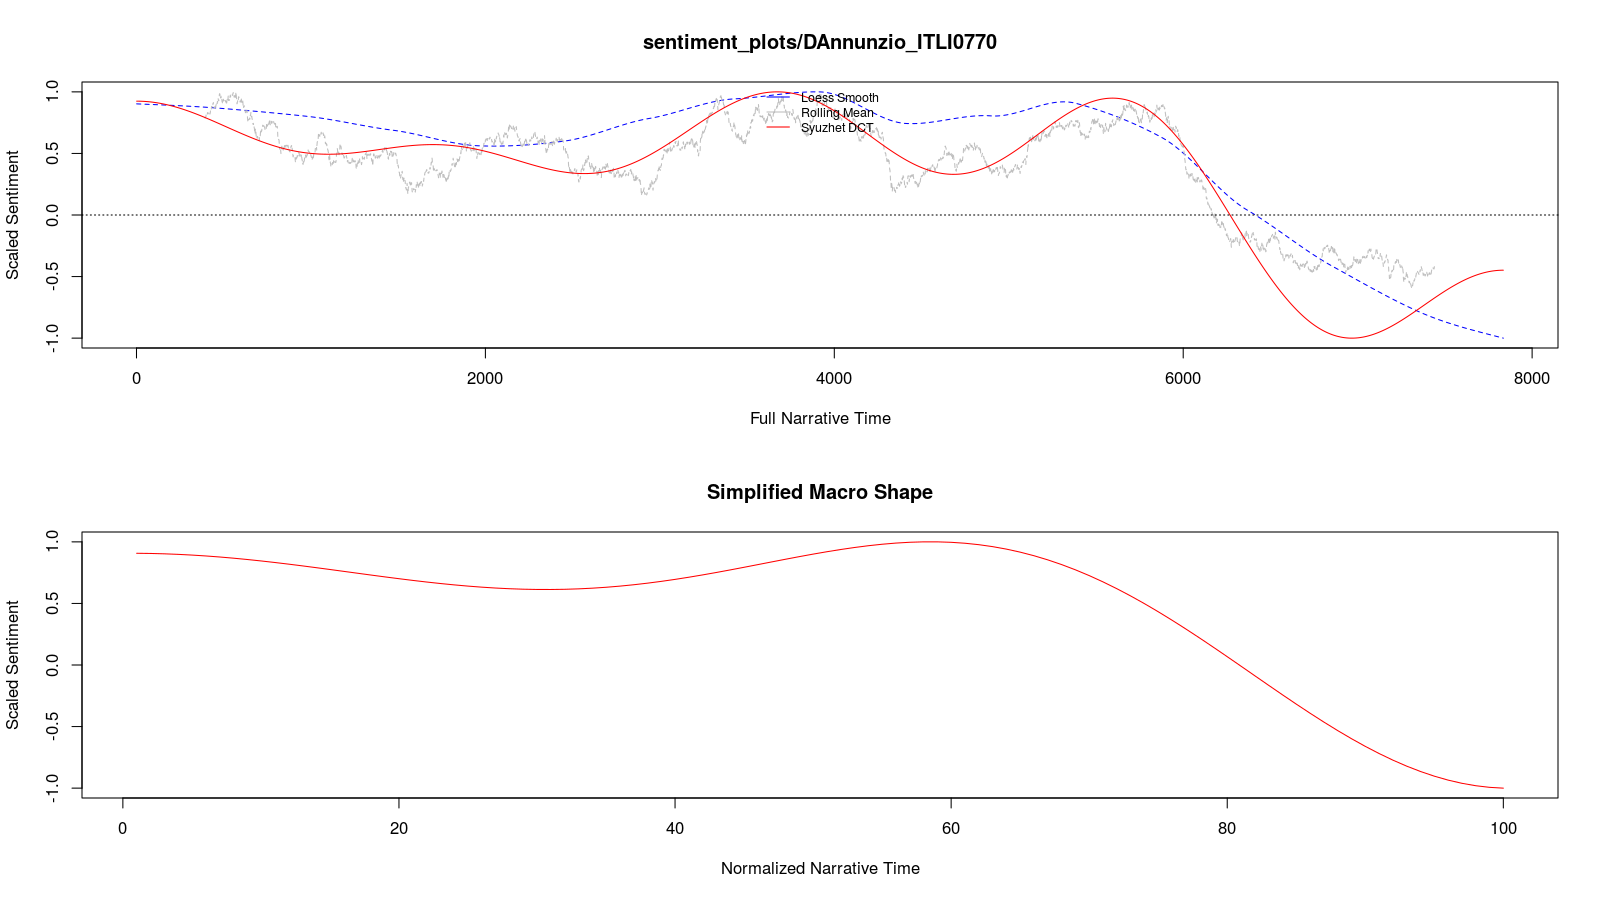 sentiment_plots/DAnnunzio_ITLI0770
1.0
0.5
0.0
-0.5
-1.0
Scaled Sentiment
Loess Smooth
Rolling Mean
Syuzhet DCT
0 2000 4000 6000 8000
Full Narrative Time
Simplified Macro Shape
1.0
0.5
0.0
-0.5
-1.0
Scaled Sentiment
0 20 40 60 80 100
Normalized Narrative Time